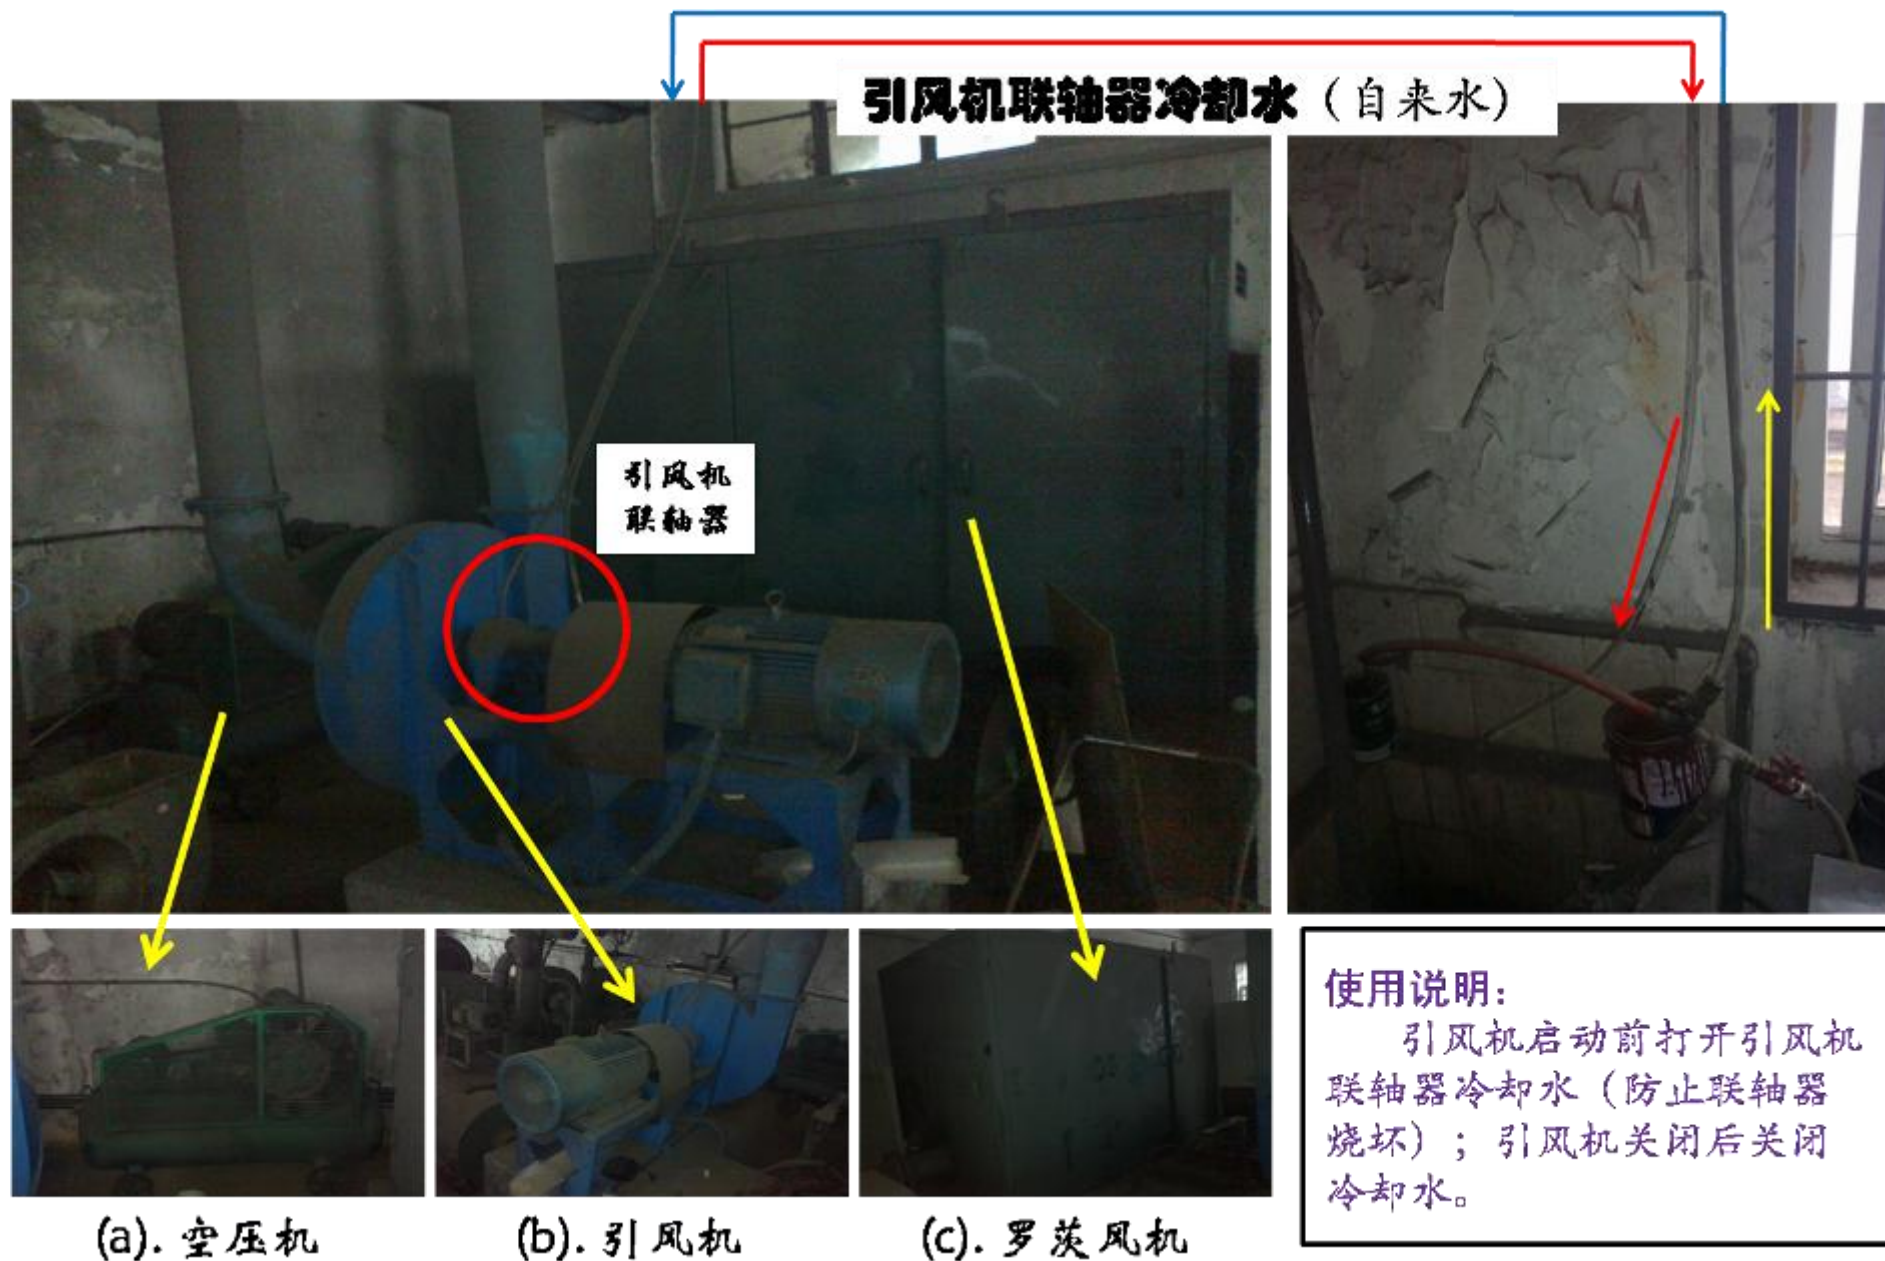 引风机联轴器冷却水（自来水）
引风机
联轴器
(a). 空压机
(b). 引风机
(c). 罗茨风机
使用说明：
引风机启动前打开引风机
联轴器冷却水（防止联轴器
烧坏）；引风机关闭后关闭
冷却水。